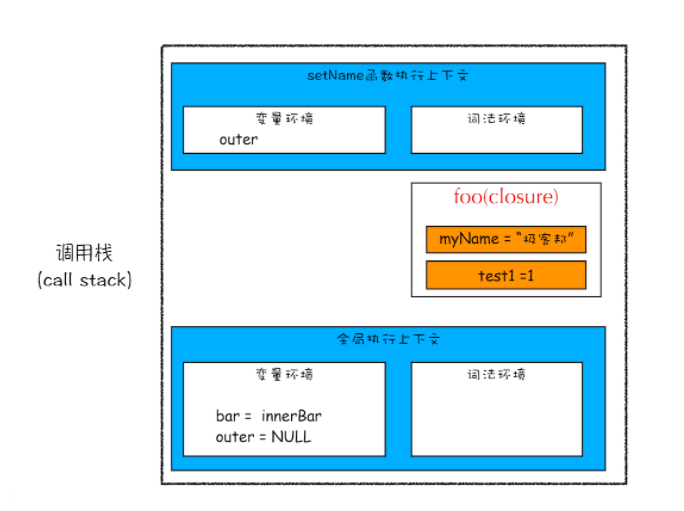 setName函数执行上下文
变量环境
outer
词法环境
foo(closure)
myName = “极客邦”
test1 =1
调用栈
(call stack)
全局执行上下文
变量环境
bar = innerBar
outer = NULL
词法环境